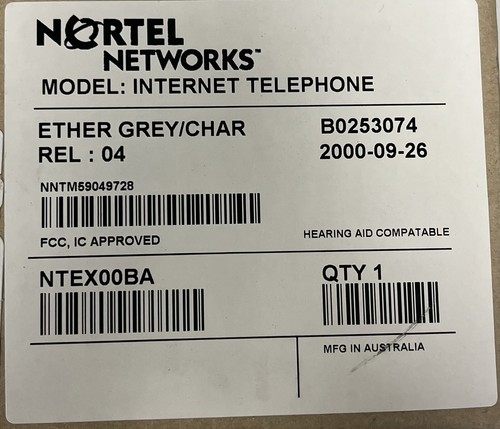 NORTEL
NETWORKS™
MODEL: INTERNET TELEPHONE
ETHER GREY/CHAR B0253074
REL : 04 2000-09-26
NNTM59049728
FCC, IC APPROVED HEARING AID COMPATABLE
NTEX00BA QTY 1
MFG IN AUSTRALIA